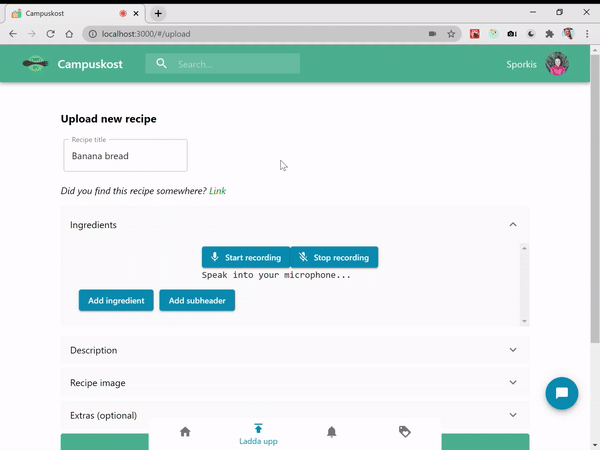 Campuskost
localhost:3000/#/upload
Campuskost
Search...
Sporkis
Upload new recipe
Recipe title
Banana bread
Did you find this recipe somewhere? Link
Ingredients
Start recording
Stop recording
Speak into your microphone...
Add ingredient
Add subheader
Description
Recipe image
Extras (optional)
Ladda upp